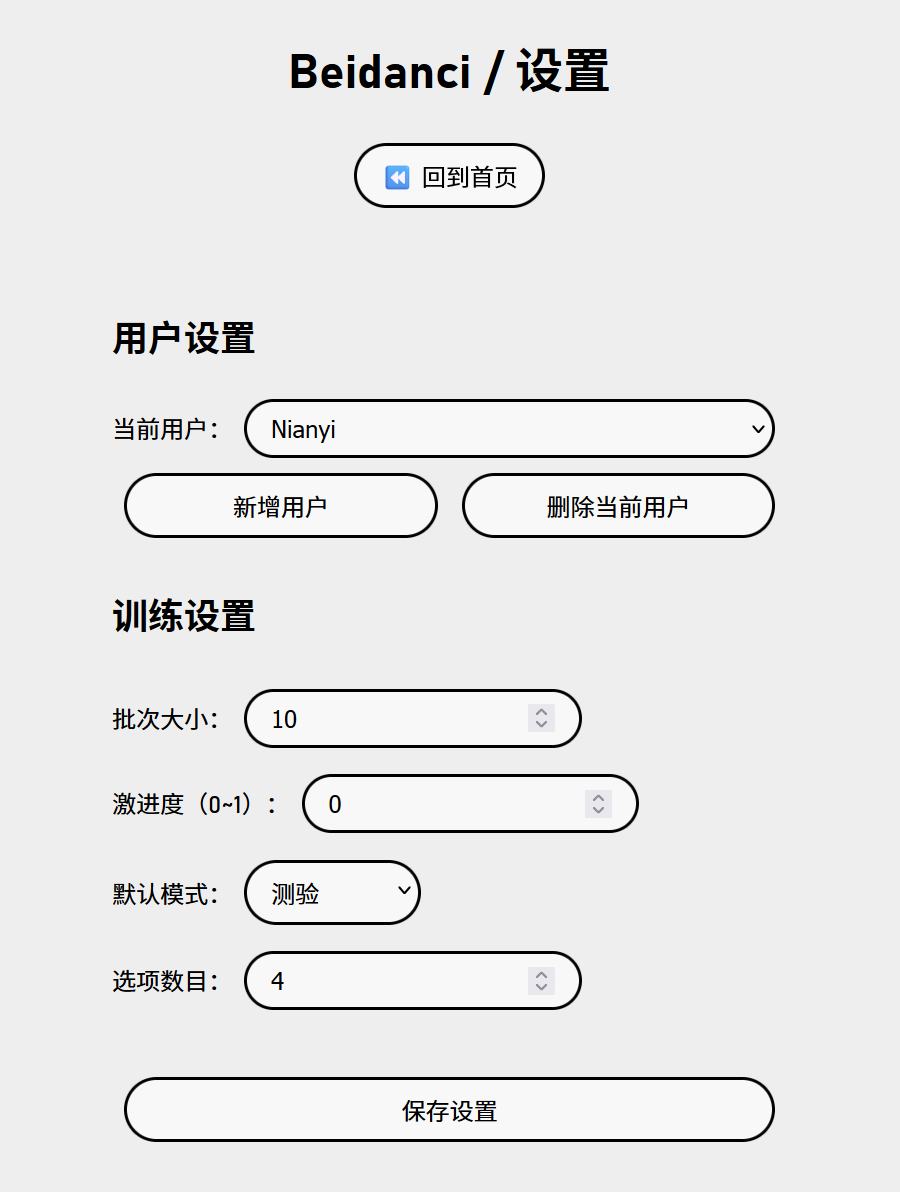 Beidanci / 设置
⏪ 回到首页
用户设置
当前用户： Nianyi
新增用户 删除当前用户
训练设置
批次大小： 10
激进度（0~1）： 0
默认模式： 测验
选项数目： 4
保存设置